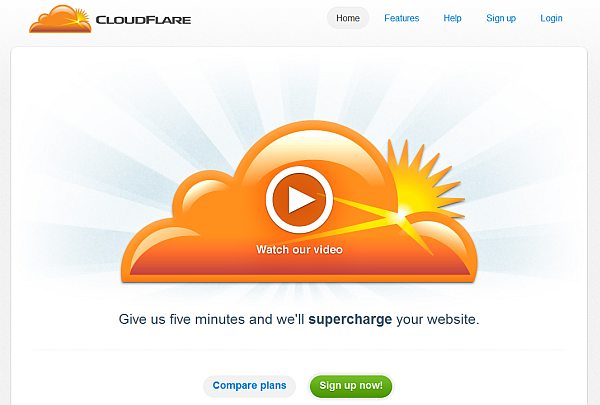 CLOUDFLARE
Home Features Help Sign up Login
Watch our video
Give us five minutes and we'll supercharge your website.
Compare plans Sign up now!